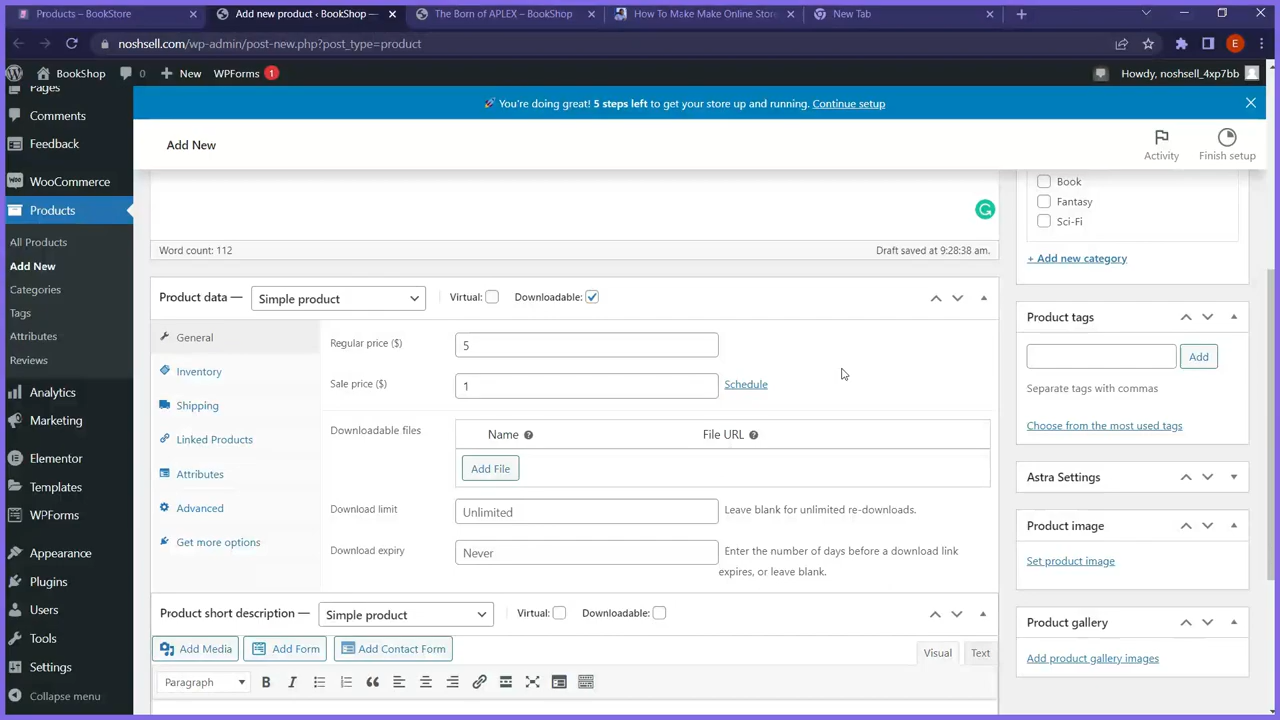 Products – BookStore
Add new product ‹ BookShop —
The Born of APLEX – BookShop
How To Make Make Online Store
New Tab
noshsell.com/wp-admin/post-new.php?post_type=product
E
BookShop
0
New
WPForms
1
Howdy, noshsell_4xp7bb
Pages
Comments
Feedback
WooCommerce
Products
All Products
Add New
Categories
Tags
Attributes
Reviews
Analytics
Marketing
Elementor
Templates
WPForms
Appearance
Plugins
Users
Tools
Settings
Collapse menu
🚀 You're doing great! 5 steps left to get your store up and running. Continue setup
Add New
Activity
Finish setup
Word count: 112
Draft saved at 9:28:38 am.
Product data —
Simple product
Virtual:
Downloadable:
General
Inventory
Shipping
Linked Products
Attributes
Advanced
Get more options
Regular price ($)
5
Sale price ($)
1
Schedule
Downloadable files
Name
File URL
Add File
Download limit
Unlimited
Leave blank for unlimited re-downloads.
Download expiry
Never
Enter the number of days before a download link
expires, or leave blank.
Product short description —
Simple product
Virtual:
Downloadable:
Add Media
Add Form
Add Contact Form
Visual
Text
Paragraph
Book
Fantasy
Sci-Fi
+ Add new category
Product tags
Add
Separate tags with commas
Choose from the most used tags
Astra Settings
Product image
Set product image
Product gallery
Add product gallery images